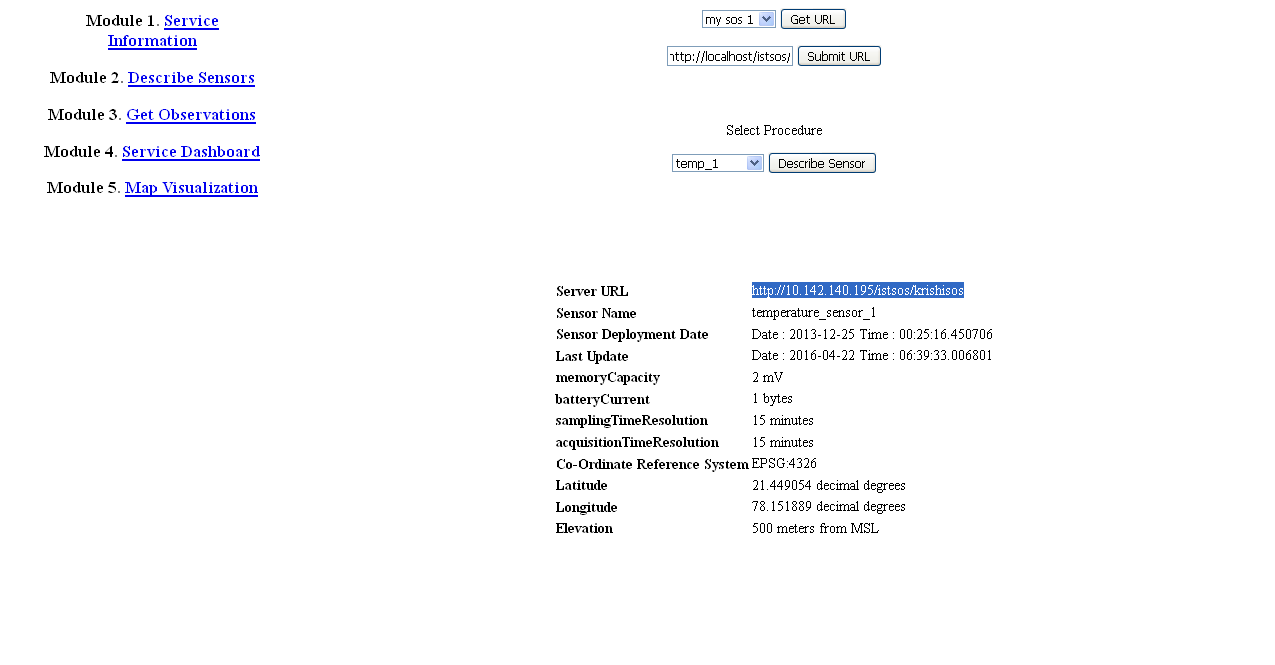 Module 1. Service
Information
Module 2. Describe Sensors
Module 3. Get Observations
Module 4. Service Dashboard
Module 5. Map Visualization
my sos 1 Get URL
http://localhost/istsos/ Submit URL
Select Procedure
temp_1 Describe Sensor
Server URL http://10.142.140.195/istsos/krishisos
Sensor Name temperature_sensor_1
Sensor Deployment Date Date : 2013-12-25 Time : 00:25:16.450706
Last Update Date : 2016-04-22 Time : 06:39:33.006801
memoryCapacity 2 mV
batteryCurrent 1 bytes
samplingTimeResolution 15 minutes
acquisitionTimeResolution 15 minutes
Co-Ordinate Reference System EPSG:4326
Latitude 21.449054 decimal degrees
Longitude 78.151889 decimal degrees
Elevation 500 meters from MSL